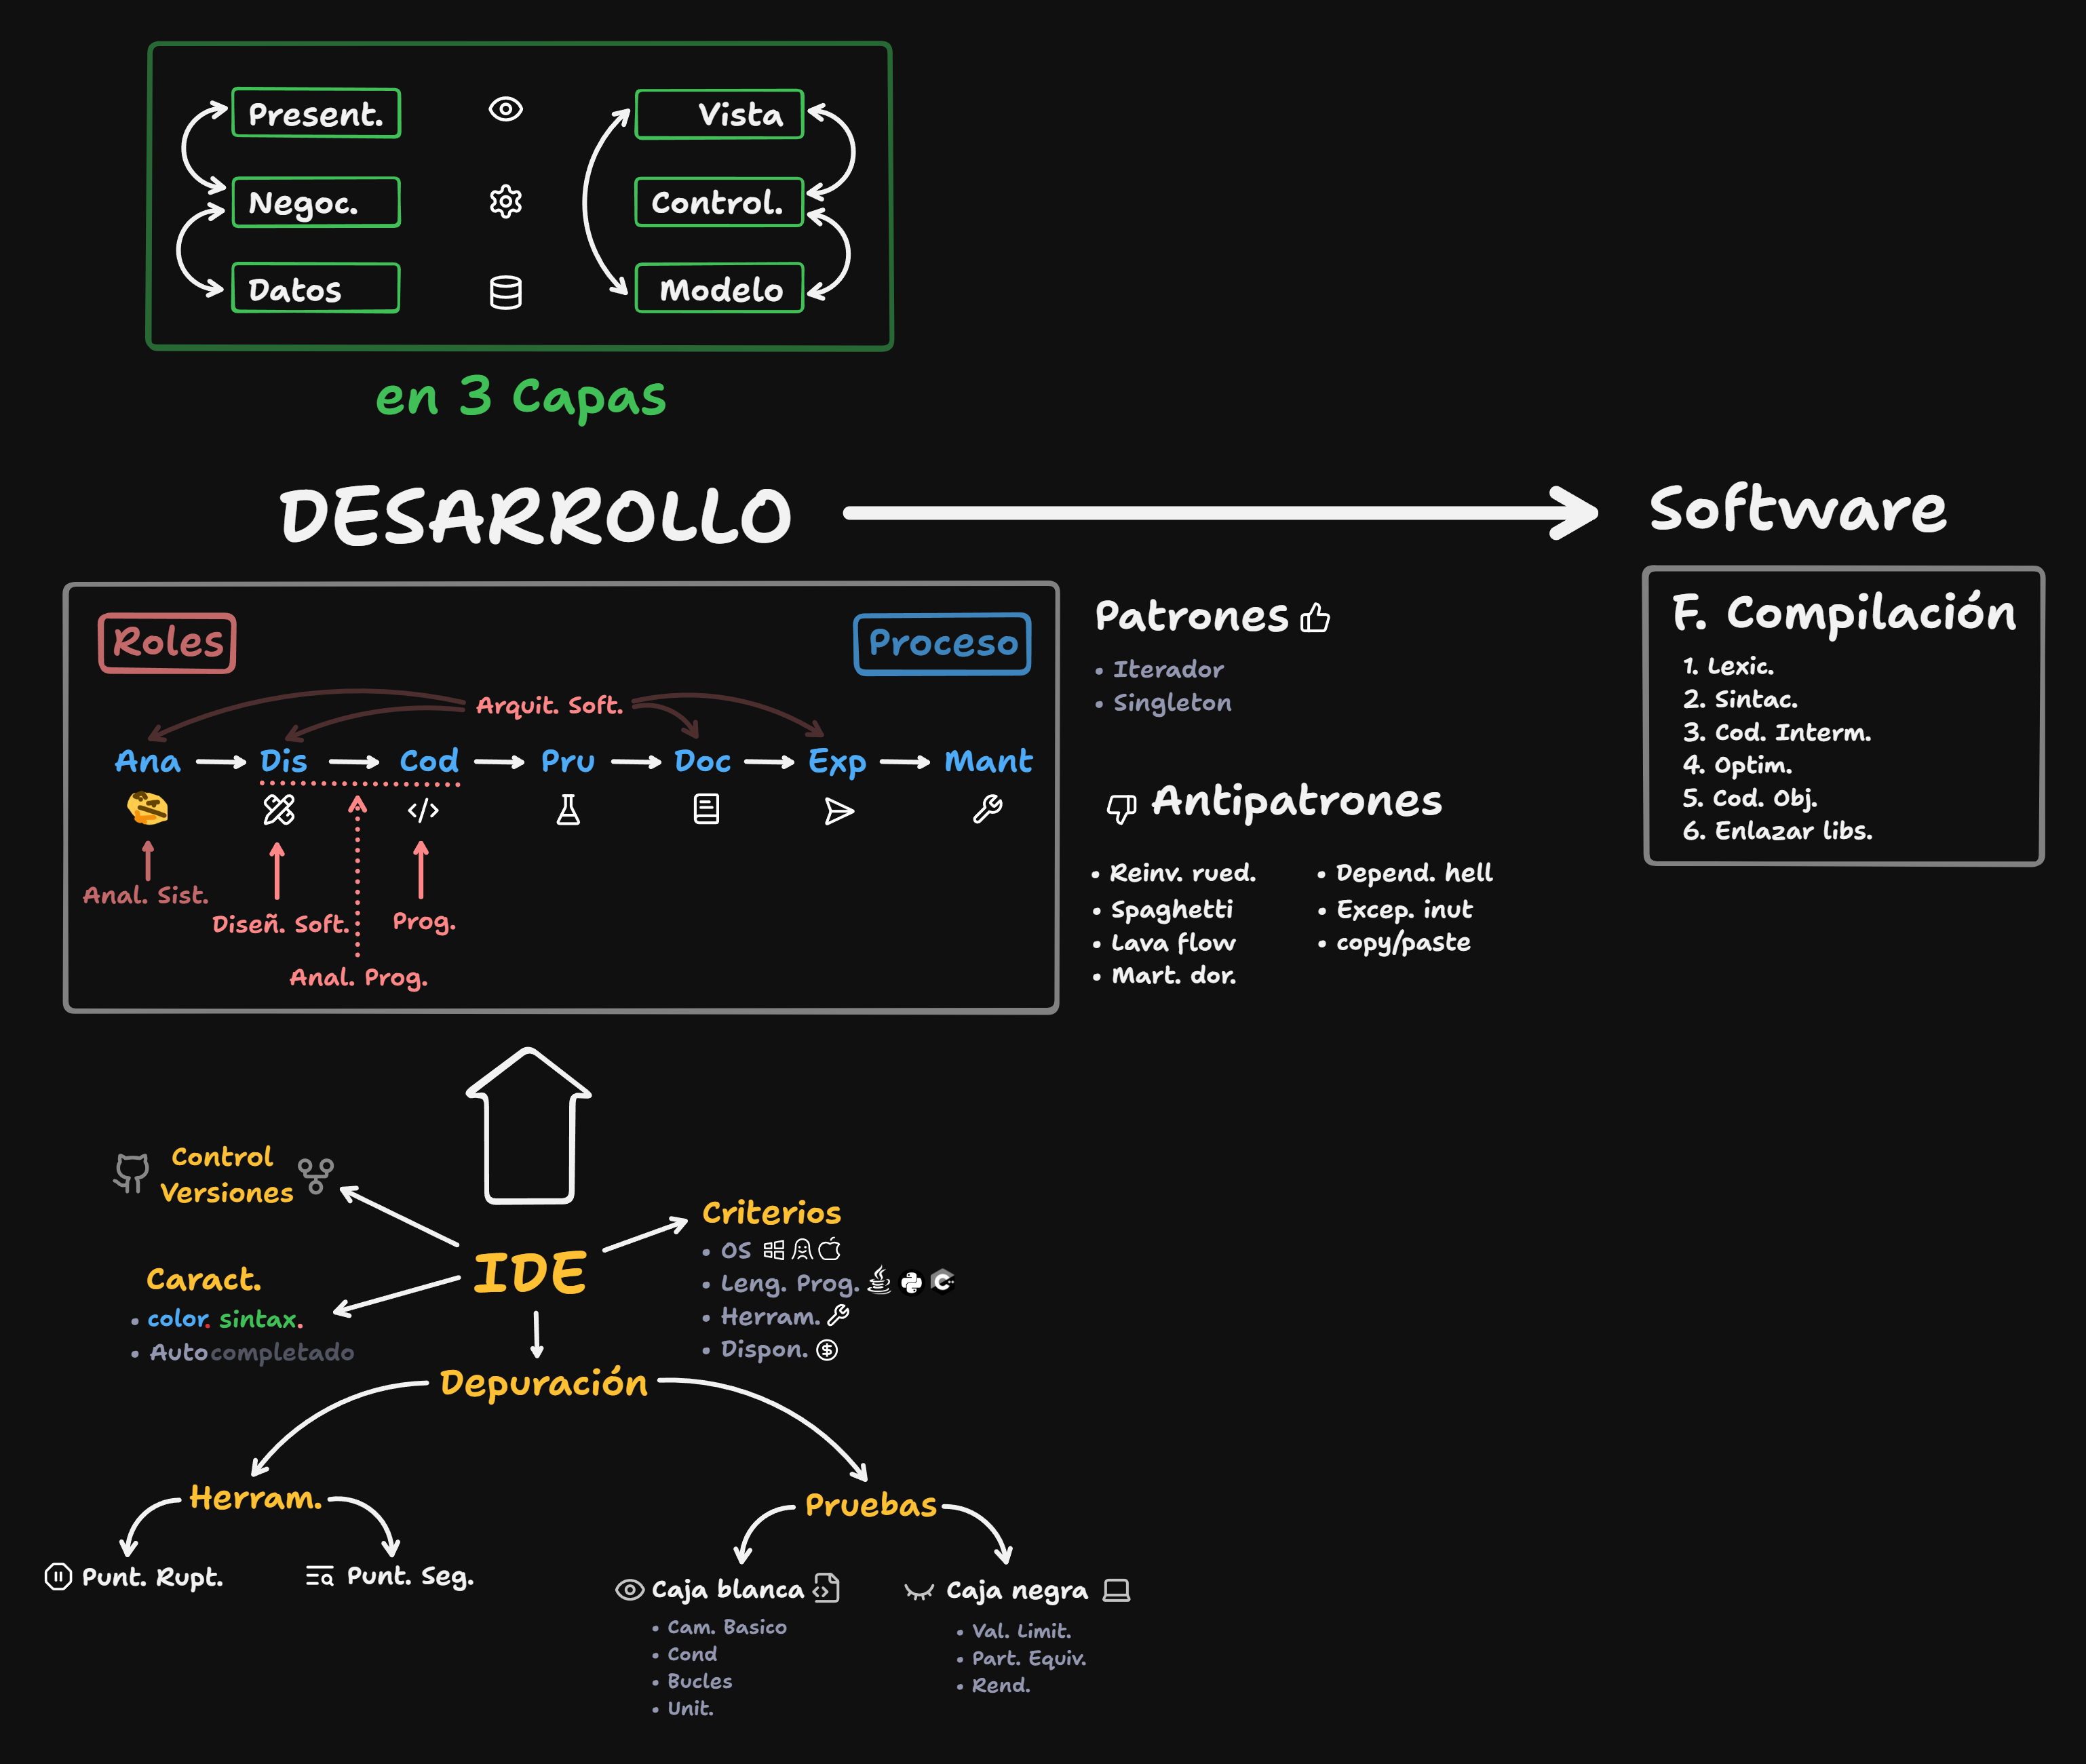 Present.
Vista
Negoc.
Control.
Datos
Modelo
en 3 Capas
DESARROLLO
Software
Roles
Proceso
Arquit. Soft.
Ana
Dis
Cod
Pru
Doc
Exp
Mant
Anal. Sist.
Diseñ. Soft.
Prog.
Anal. Prog.
Patrones
• Iterador
• Singleton
Antipatrones
• Reinv. rued.
• Spaghetti
• Lava flow
• Mart. dor.
• Depend. hell
• Excep. inut
• copy/paste
F. Compilación
1. Lexic.
2. Sintac.
3. Cod. Interm.
4. Optim.
5. Cod. Obj.
6. Enlazar libs.
Control
Versiones
IDE
Caract.
• color. sintax.
• Autocompletado
Criterios
• OS
• Leng. Prog.
• Herram.
• Dispon.
Depuración
Herram.
Punt. Rupt.
Punt. Seg.
Pruebas
Caja blanca
• Cam. Basico
• Cond
• Bucles
• Unit.
Caja negra
• Val. Limit.
• Part. Equiv.
• Rend.